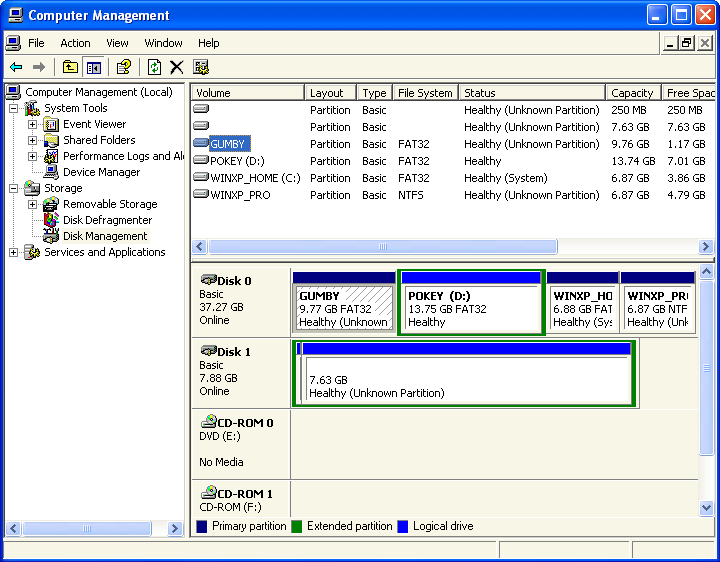 Computer Management
File Action View Window Help
Computer Management (Local)
System Tools
Event Viewer
Shared Folders
Performance Logs and Al
Device Manager
Storage
Removable Storage
Disk Defragmenter
Disk Management
Services and Applications
Volume Layout Type File System Status Capacity Free Spac
Partition Basic Healthy (Unknown Partition) 250 MB 250 MB
Partition Basic Healthy (Unknown Partition) 7.63 GB 7.63 GB
GUMBY Partition Basic FAT32 Healthy (Unknown Partition) 9.76 GB 1.17 GB
POKEY (D:) Partition Basic FAT32 Healthy 13.74 GB 7.01 GB
WINXP_HOME (C:) Partition Basic FAT32 Healthy (System) 6.87 GB 3.86 GB
WINXP_PRO Partition Basic NTFS Healthy (Unknown Partition) 6.87 GB 4.79 GB
Disk 0
Basic
37.27 GB
Online
GUMBY
9.77 GB FAT32
Healthy (Unknown
POKEY (D:)
13.75 GB FAT32
Healthy
WINXP_HO
6.88 GB FAT
Healthy (Sys
WINXP_PR
6.87 GB NTF
Healthy (Unk
Disk 1
Basic
7.88 GB
Online
7.63 GB
Healthy (Unknown Partition)
CD-ROM 0
DVD (E:)
No Media
CD-ROM 1
CD-ROM (F:)
Primary partition Extended partition Logical drive